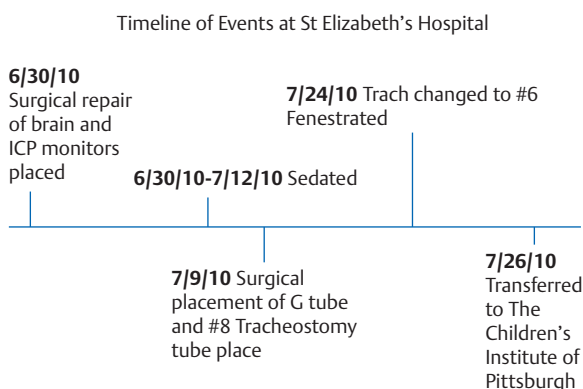 Timeline of Events at St Elizabeth’s Hospital
6/30/10
Surgical repair
of brain and
ICP monitors
placed
6/30/10-7/12/10 Sedated
7/9/10 Surgical
placement of G tube
and #8 Tracheostomy
tube place
7/24/10 Trach changed to #6
Fenestrated
7/26/10
Transferred
to The
Children’s
Institute of
Pittsburgh